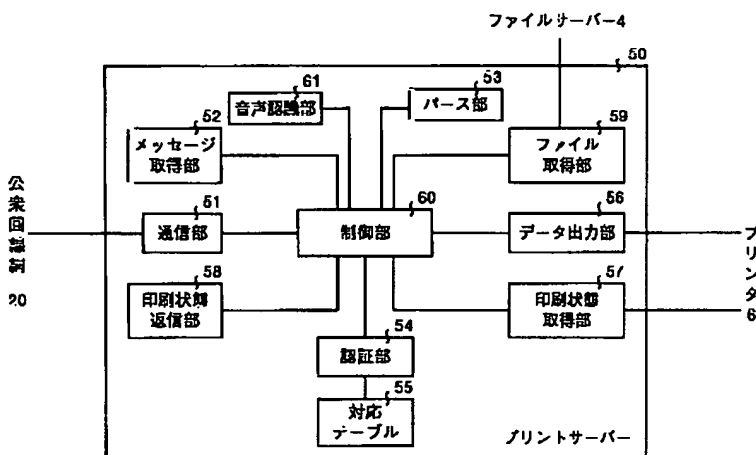 ファイルサーバー4
50
61
音声認識部
53
パース部
52
メッセージ
取得部
59
ファイル
取得部
公衆回線網 20
51
通信部
60
制御部
56
データ出力部
プリンタ6
58
印刷状態
返信部
57
印刷状態
取得部
54
認証部
55
対応
テーブル
プリントサーバー